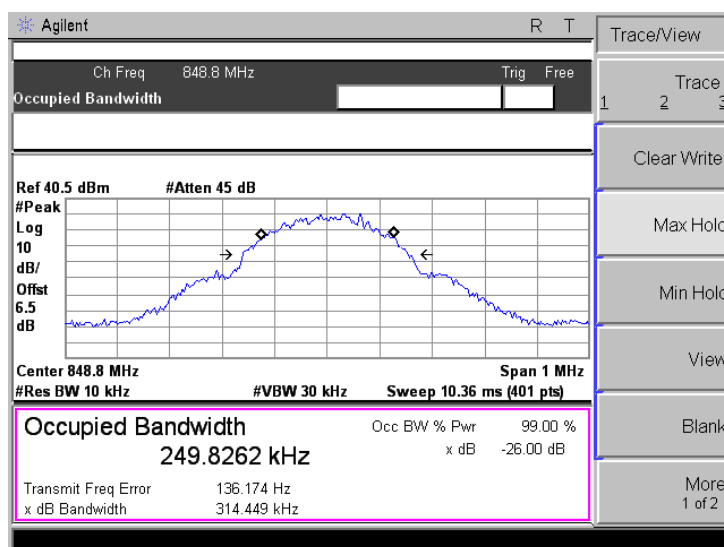 Agilent R T
Trace/View
Ch Freq 848.8 MHz Trig Free
Occupied Bandwidth
Trace
1 2 3
Clear Write
Max Hold
Min Hold
View
Blank
More
1 of 2
Ref 40.5 dBm #Atten 45 dB
#Peak
Log
10
dB/
Offst
6.5
dB
Center 848.8 MHz Span 1 MHz
#Res BW 10 kHz #VBW 30 kHz Sweep 10.36 ms (401 pts)
Occupied Bandwidth
249.8262 kHz
Occ BW % Pwr 99.00 %
x dB -26.00 dB
Transmit Freq Error 136.174 Hz
x dB Bandwidth 314.449 kHz